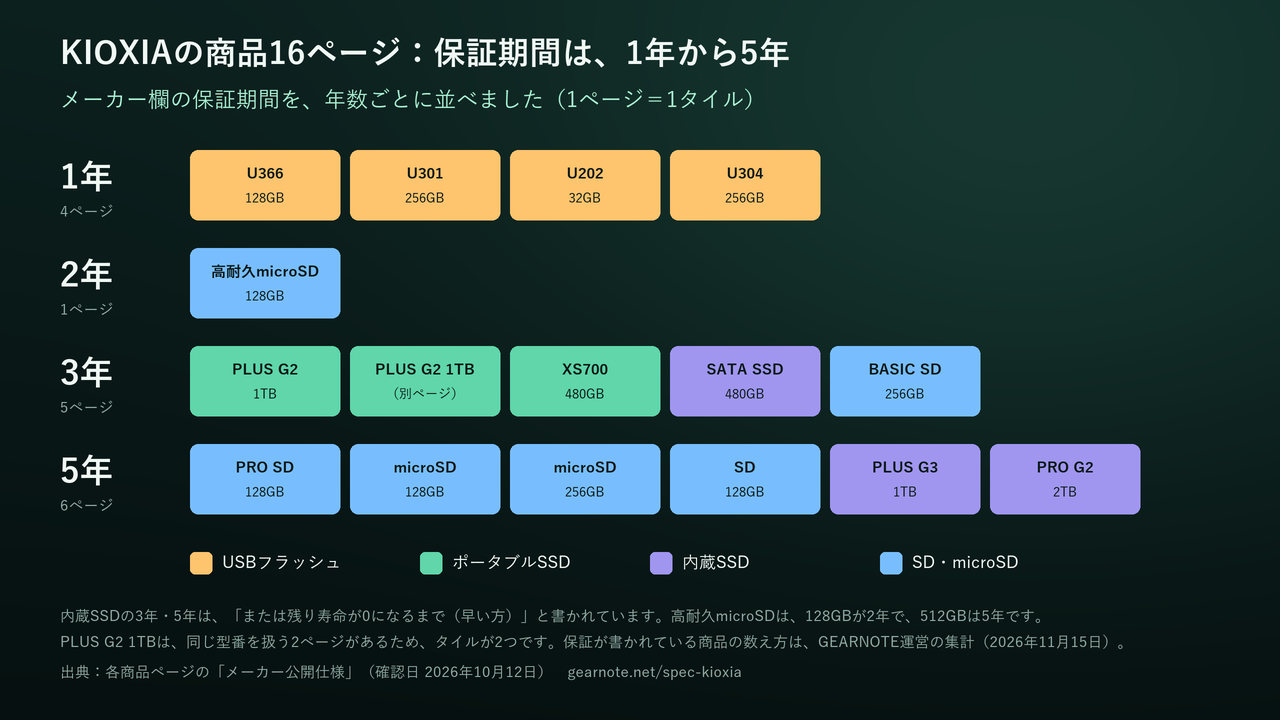 KIOXIAの商品16ページ：保証期間は、1年から5年
メーカー欄の保証期間を、年数ごとに並べました（1ページ＝1タイル）
1年
4ページ
U366
128GB
U301
256GB
U202
32GB
U304
256GB
2年
1ページ
高耐久microSD
128GB
3年
5ページ
PLUS G2
1TB
PLUS G2 1TB
（別ページ）
XS700
480GB
SATA SSD
480GB
BASIC SD
256GB
5年
6ページ
PRO SD
128GB
microSD
128GB
microSD
256GB
SD
128GB
PLUS G3
1TB
PRO G2
2TB
USBフラッシュ
ポータブルSSD
内蔵SSD
SD・microSD
内蔵SSDの3年・5年は、「または残り寿命が0になるまで（早い方）」と書かれています。高耐久microSDは、128GBが2年で、512GBは5年です。
PLUS G2 1TBは、同じ型番を扱う2ページがあるため、タイルが2つです。保証が書かれている商品の数え方は、GEARNOTE運営の集計（2026年11月15日）。
出典：各商品ページの「メーカー公開仕様」（確認日 2026年10月12日） gearnote.net/spec-kioxia